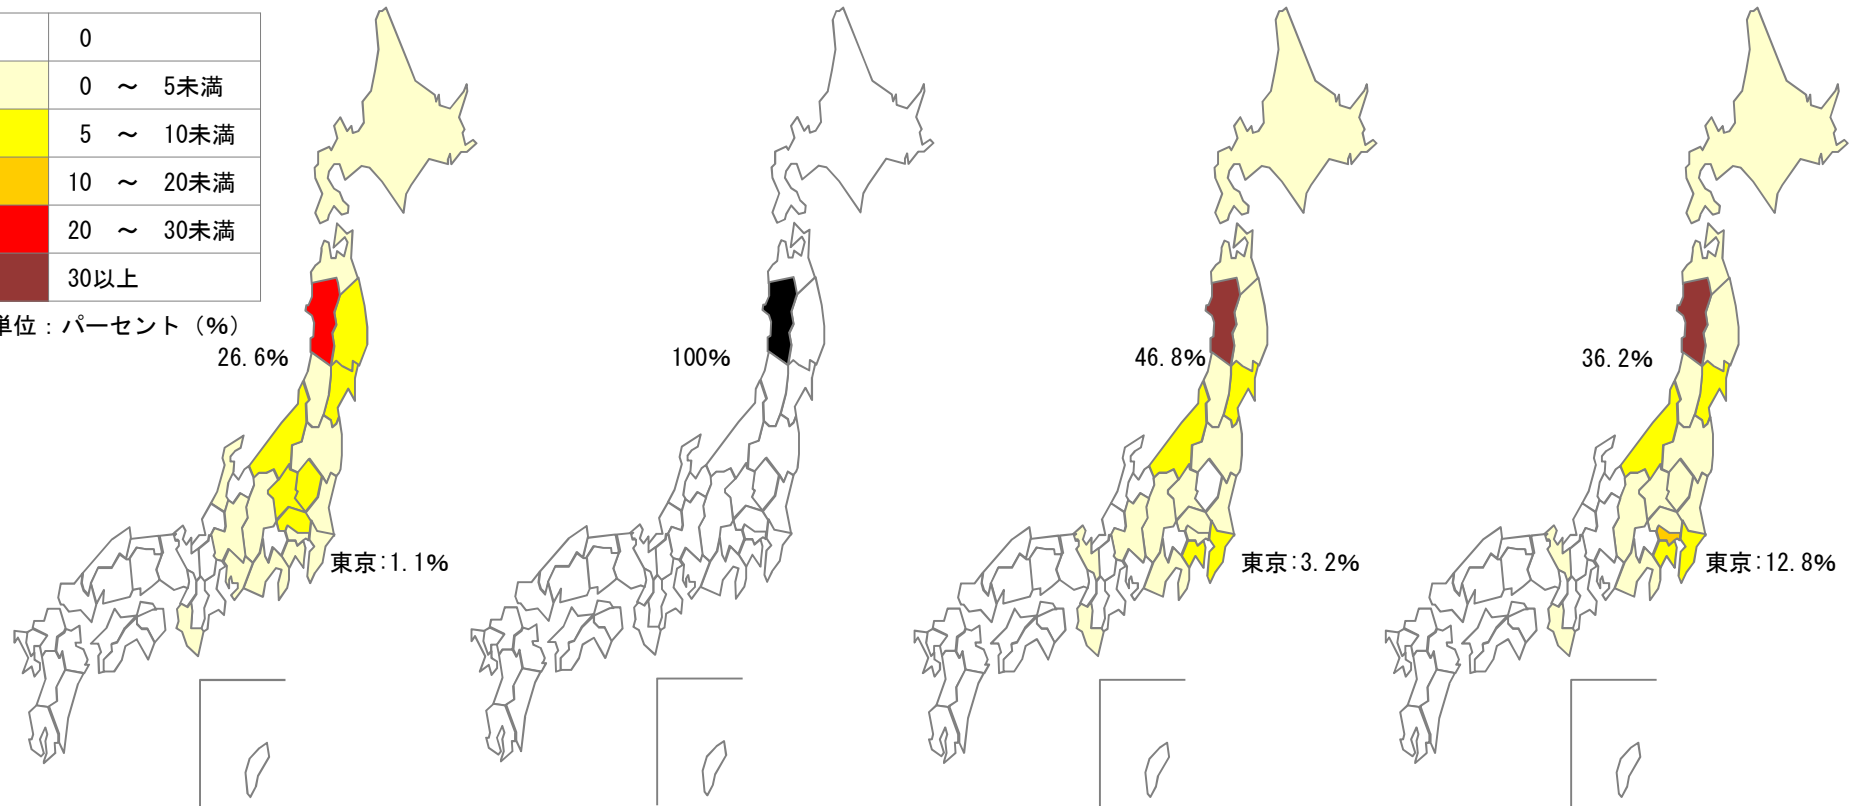 0
0 ～ 5未満
5 ～ 10未満
10 ～ 20未満
20 ～ 30未満
30以上
単位：パーセント（%）
26.6%
100%
46.8%
36.2%
東京:1.1%
東京:3.2%
東京:12.8%